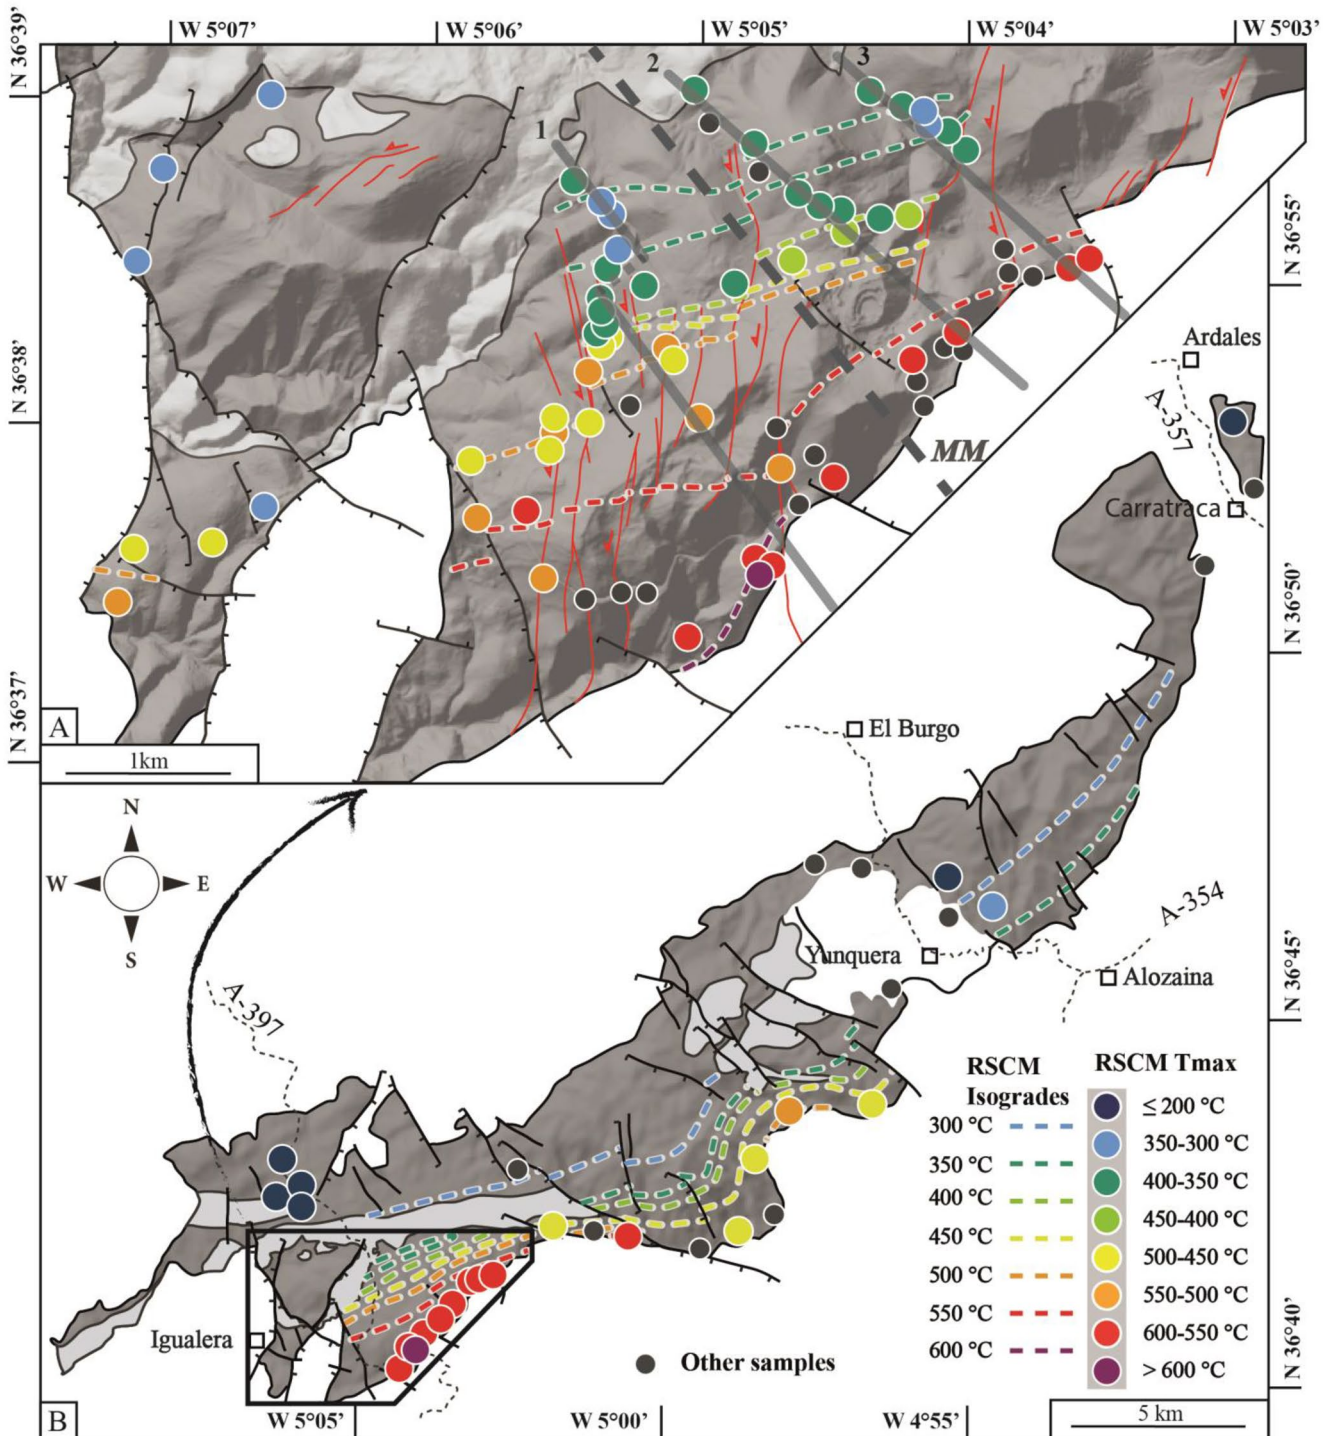 W 5°07'
W 5°06'
W 5°05'
W 5°04'
W 5°03'
N 36°39'
N 36°38'
N 36°37'
1
2
3
MM
A
1km
N
W
E
S
N 36°55'
N 36°50'
N 36°45'
N 36°40'
Ardales
A-357
Carratraca
El Burgo
A-354
Yunquera
Alozaina
A-397
Igualera
RSCM
Isogrades
300 °C
350 °C
400 °C
450 °C
500 °C
550 °C
600 °C
RSCM Tmax
≤ 200 °C
350-300 °C
400-350 °C
450-400 °C
500-450 °C
550-500 °C
600-550 °C
> 600 °C
Other samples
B
W 5°05'
W 5°00'
W 4°55'
5 km